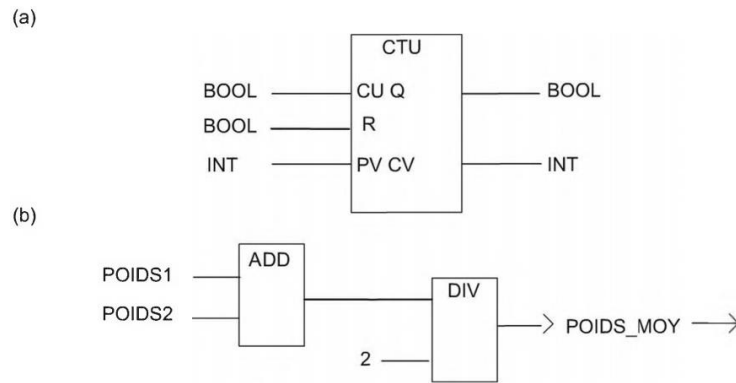 (a)
CTU
BOOL CU Q BOOL
BOOL R
INT PV CV INT
(b)
ADD
POIDS1
DIV
POIDS2
POIDS_MOY
2